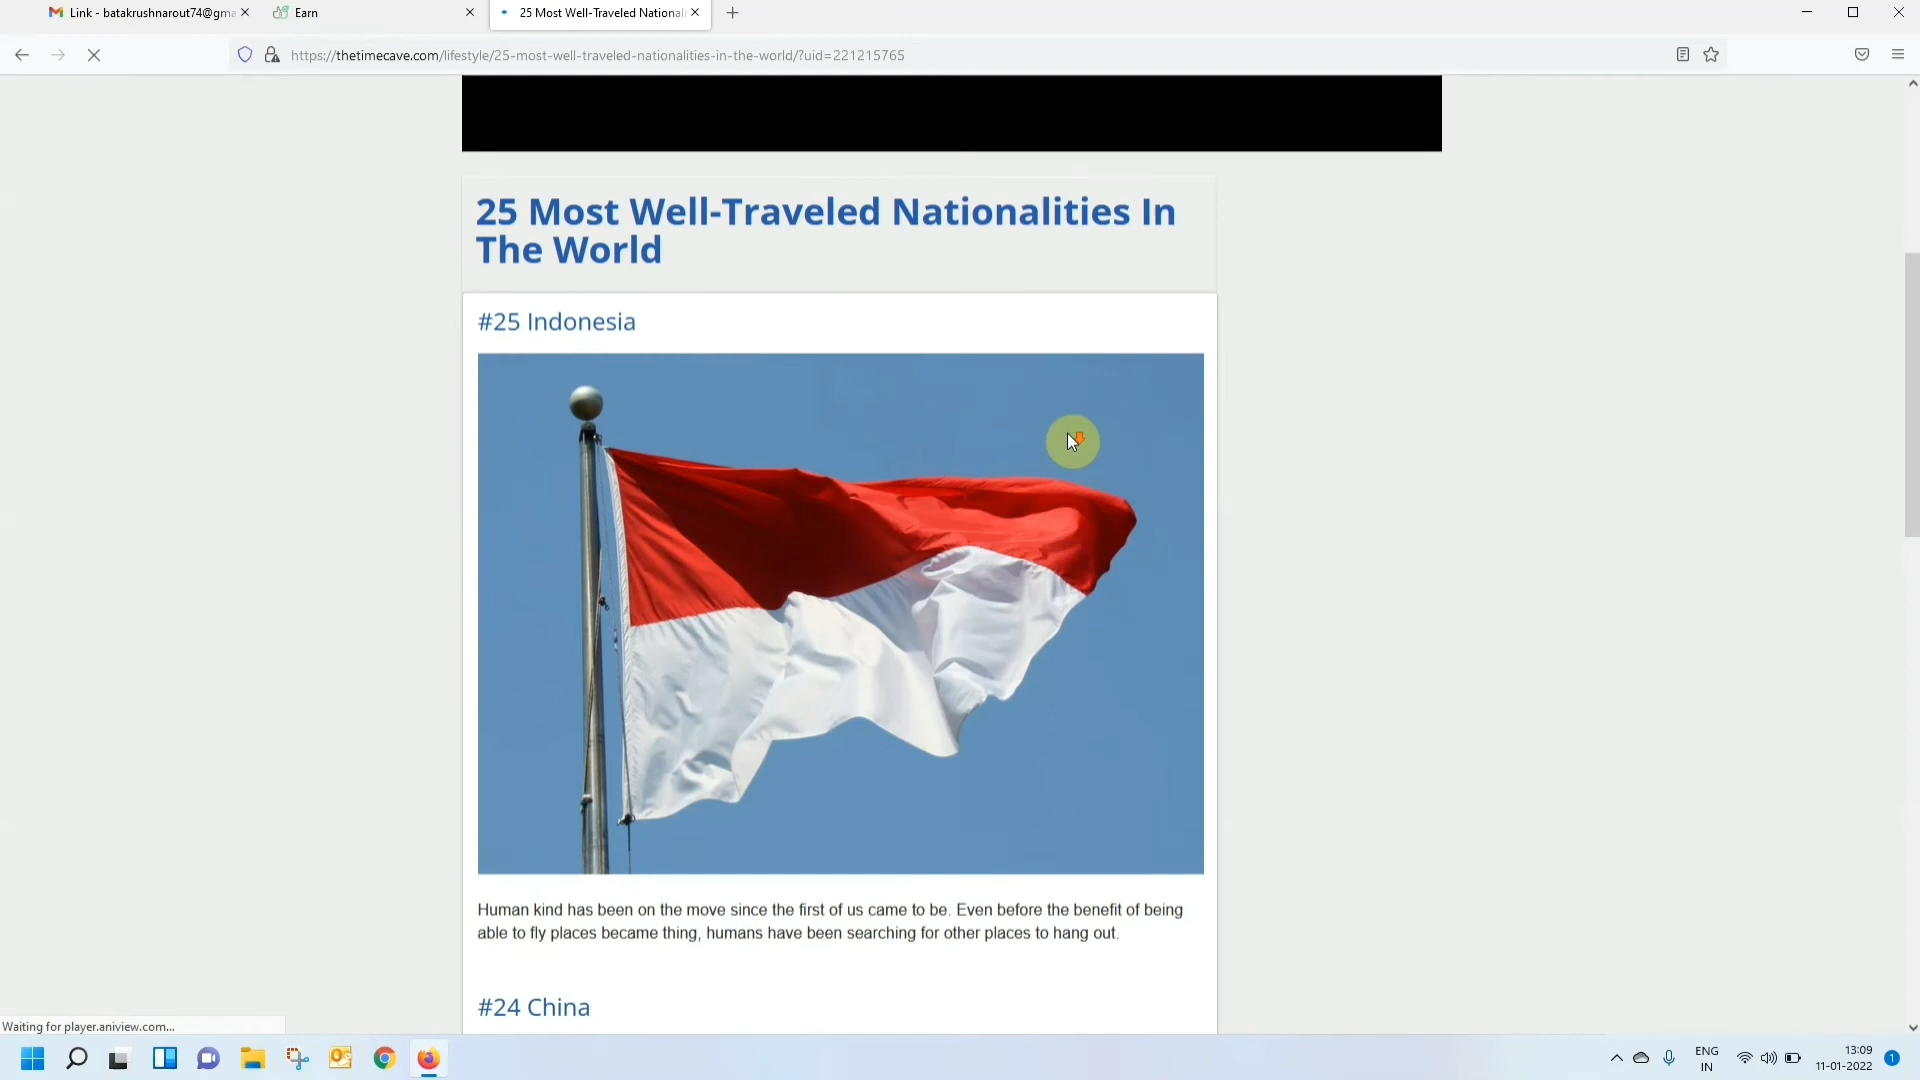 Link - batakrushnarout74@gma
Earn
25 Most Well-Traveled National
https://thetimecave.com/lifestyle/25-most-well-traveled-nationalities-in-the-world/?uid=221215765
25 Most Well-Traveled Nationalities In
The World
#25 Indonesia
Human kind has been on the move since the first of us came to be. Even before the benefit of being
able to fly places became thing, humans have been searching for other places to hang out.
#24 China
Waiting for player.aniview.com...
ENG
IN
13:09
11-01-2022
1